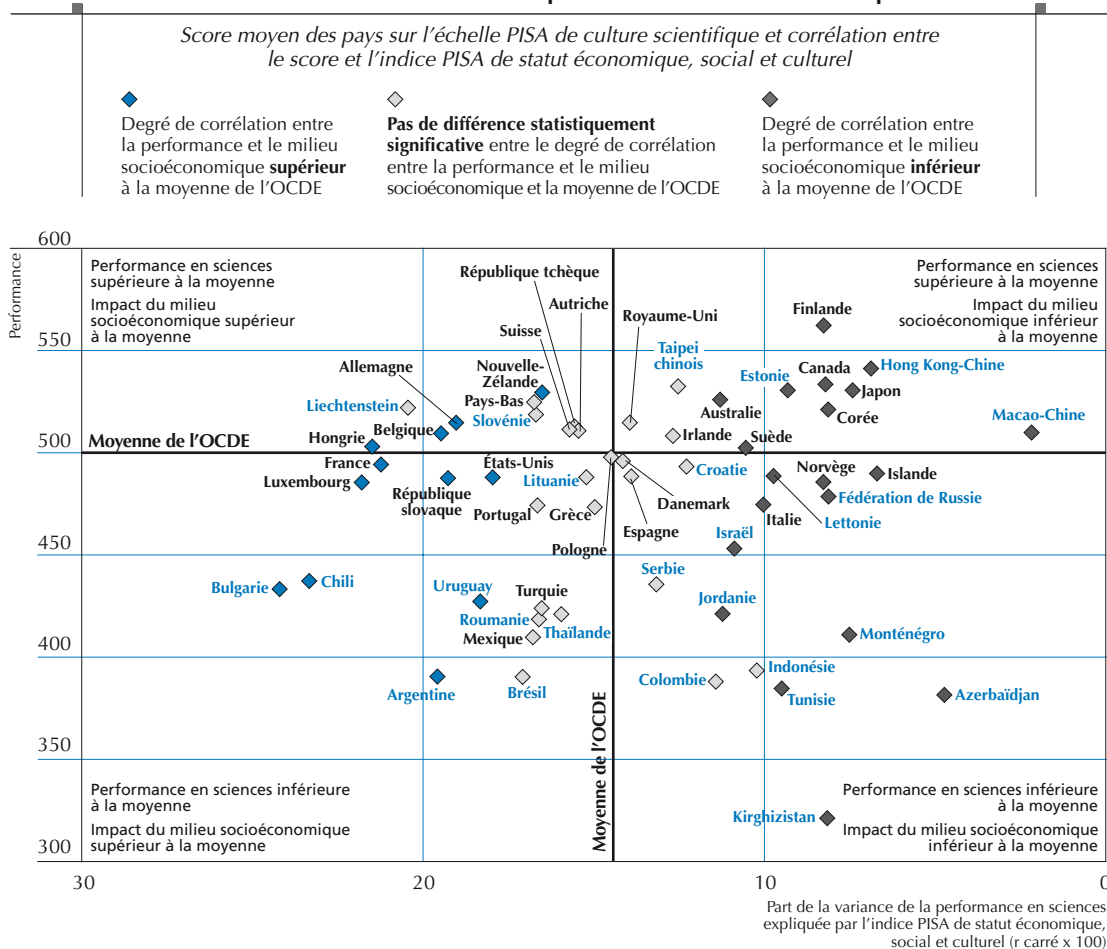 Score moyen des pays sur l'échelle PISA de culture scientifique et corrélation entre
le score et l'indice PISA de statut économique, social et culturel
Degré de corrélation entre
la performance et le milieu
socioéconomique supérieur
à la moyenne de l'OCDE
Pas de différence statistiquement
significative entre le degré de corrélation
entre la performance et le milieu
socioéconomique et la moyenne de l'OCDE
Degré de corrélation entre
la performance et le milieu
socioéconomique inférieur
à la moyenne de l'OCDE
Performance
600
550
500
450
400
350
300
Performance en sciences
supérieure à la moyenne
Impact du milieu
socioéconomique supérieur
à la moyenne
Performance en sciences
supérieure à la moyenne
Impact du milieu
socioéconomique inférieur
à la moyenne
République tchèque
Autriche
Suisse
Royaume-Uni
Finlande
Taipei
chinois
Allemagne
Nouvelle-
Zélande
Estonie
Canada
Hong Kong-Chine
Liechtenstein
Pays-Bas
Slovénie
Japon
Australie
Corée
Macao-Chine
Moyenne de l'OCDE
Hongrie
Belgique
Irlande
Suède
France
États-Unis
Luxembourg
République
slovaque
Lituanie
Croatie
Norvège
Islande
Danemark
Fédération de Russie
Portugal
Grèce
Espagne
Italie
Lettonie
Pologne
Israël
Bulgarie
Chili
Uruguay
Turquie
Serbie
Roumanie
Thaïlande
Jordanie
Mexique
Monténégro
Argentine
Brésil
Colombie
Indonésie
Tunisie
Azerbaïdjan
Moyenne de l'OCDE
Kirghizistan
Performance en sciences inférieure
à la moyenne
Impact du milieu socioéconomique
supérieur à la moyenne
Performance en sciences inférieure
à la moyenne
Impact du milieu socioéconomique
inférieur à la moyenne
30
20
10
0
Part de la variance de la performance en sciences
expliquée par l'indice PISA de statut économique,
social et culturel (r carré x 100)